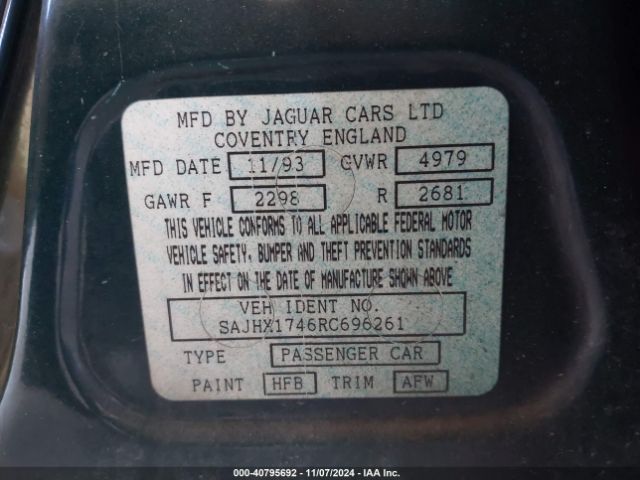 MFD BY JAGUAR CARS LTD
COVENTRY ENGLAND
MFD DATE 11/93 GVWR 4979
GAWR F 2298 R 2681
THIS VEHICLE CONFORMS TO ALL APPLICABLE FEDERAL MOTOR
VEHICLE SAFETY, BUMPER AND THEFT PREVENTION STANDARDS
IN EFFECT ON THE DATE OF MANUFACTURE SHOWN ABOVE
VEH IDENT NO.
SAJHX1746RC696261
TYPE PASSENGER CAR
PAINT HFB TRIM AFW
000-40795692 - 11/07/2024 - IAA Inc.